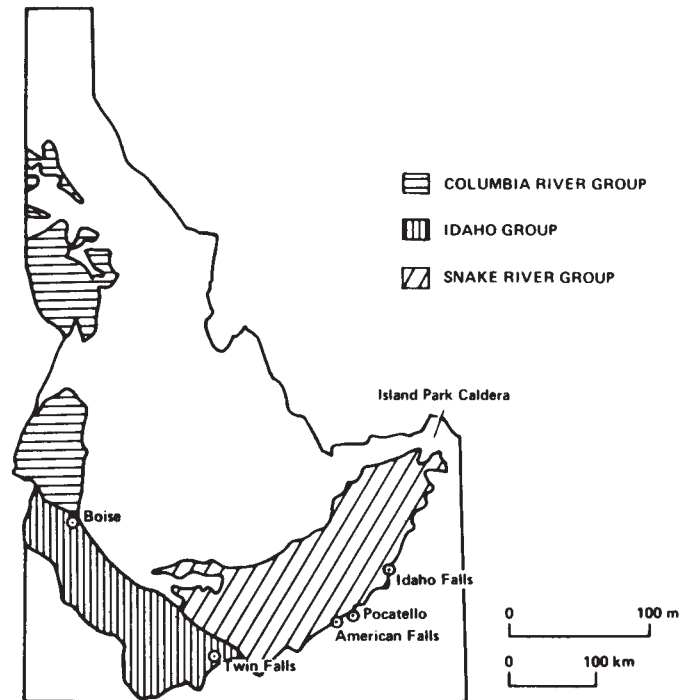 COLUMBIA RIVER GROUP
IDAHO GROUP
SNAKE RIVER GROUP
Island Park Caldera
Boise
Idaho Falls
Pocatello
American Falls
Twin Falls
0 100 m
0 100 km